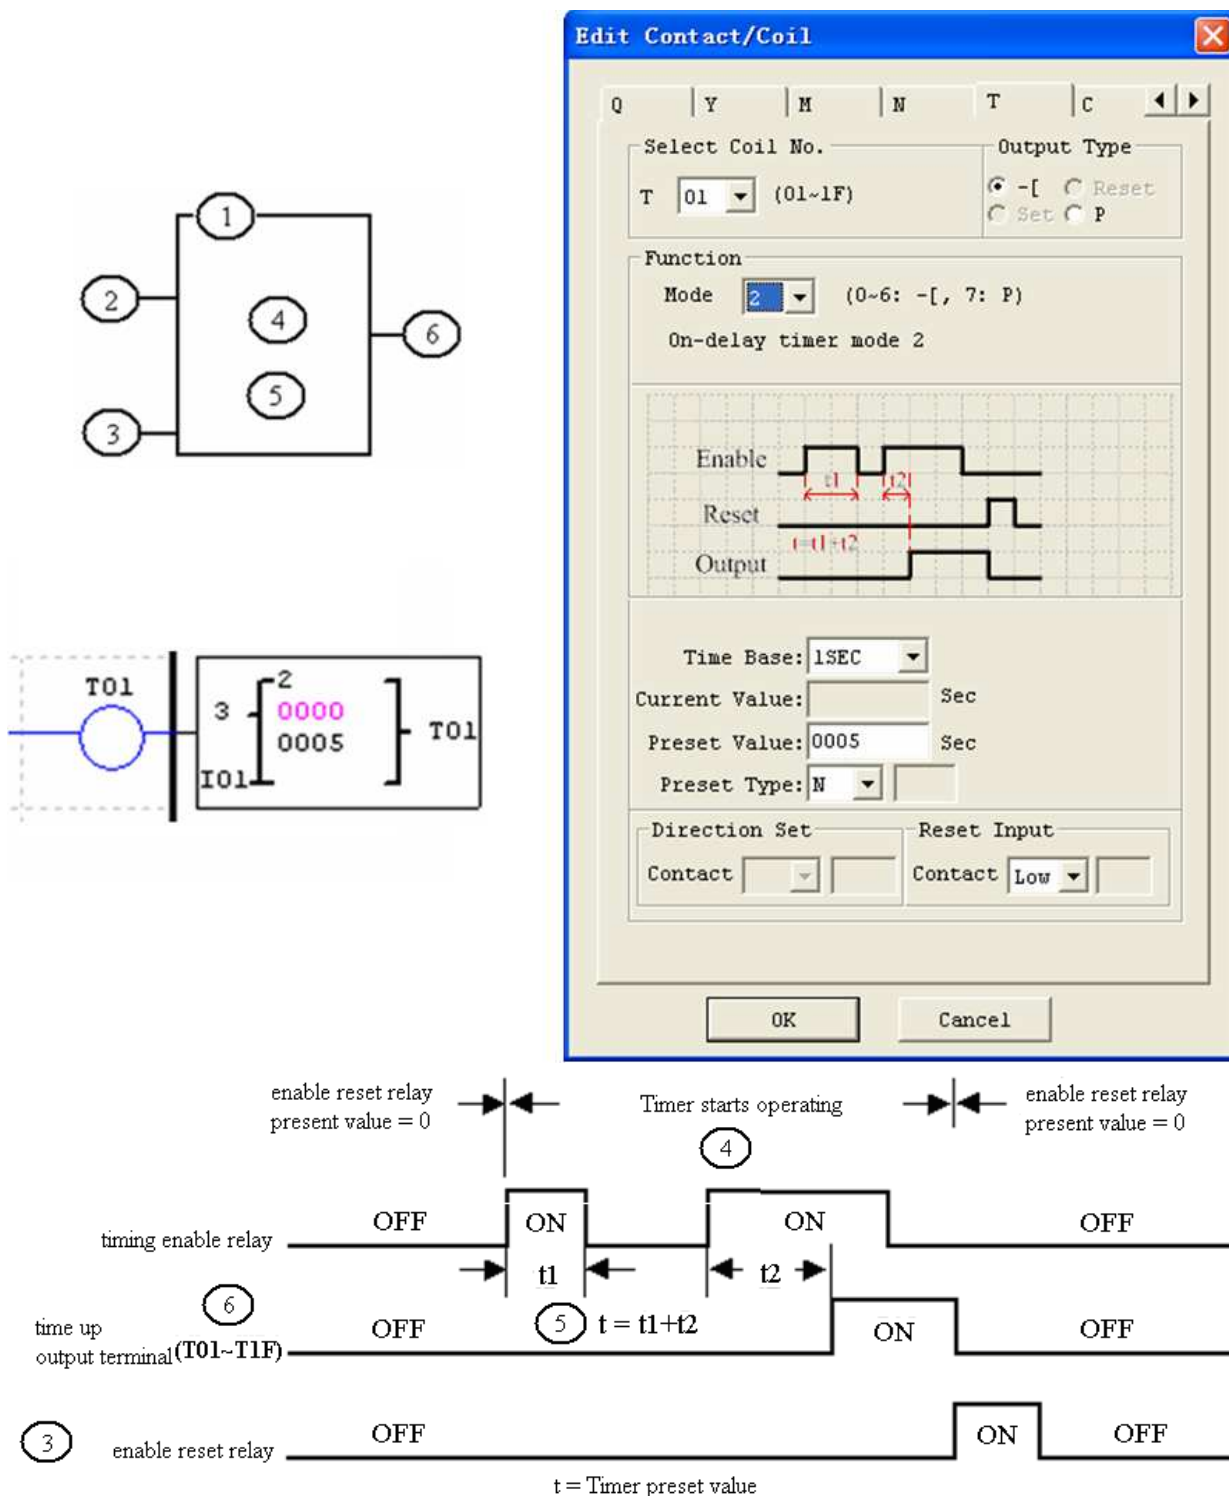 Edit Contact/Coil
Q Y M N T C
Select Coil No.
T 01 (01~1F)
Output Type
-[ Reset
Set P
Function
Mode 2 (0~6: -[, 7: P)
On-delay timer mode 2
Enable
t1 t2
Reset
t=t1+t2
Output
Time Base: 1SEC
Current Value: Sec
Preset Value: 0005 Sec
Preset Type: N
Direction Set
Contact
Reset Input
Contact Low
OK Cancel
1
2
4
6
5
3
T01
2
3 0000
0005 T01
I01
enable reset relay
present value = 0
Timer starts operating
enable reset relay
present value = 0
4
timing enable relay OFF ON ON OFF
t1 t2
6
5 t = t1+t2
time up
output terminal(T01~T1F) OFF ON OFF
3 enable reset relay OFF ON OFF
t = Timer preset value